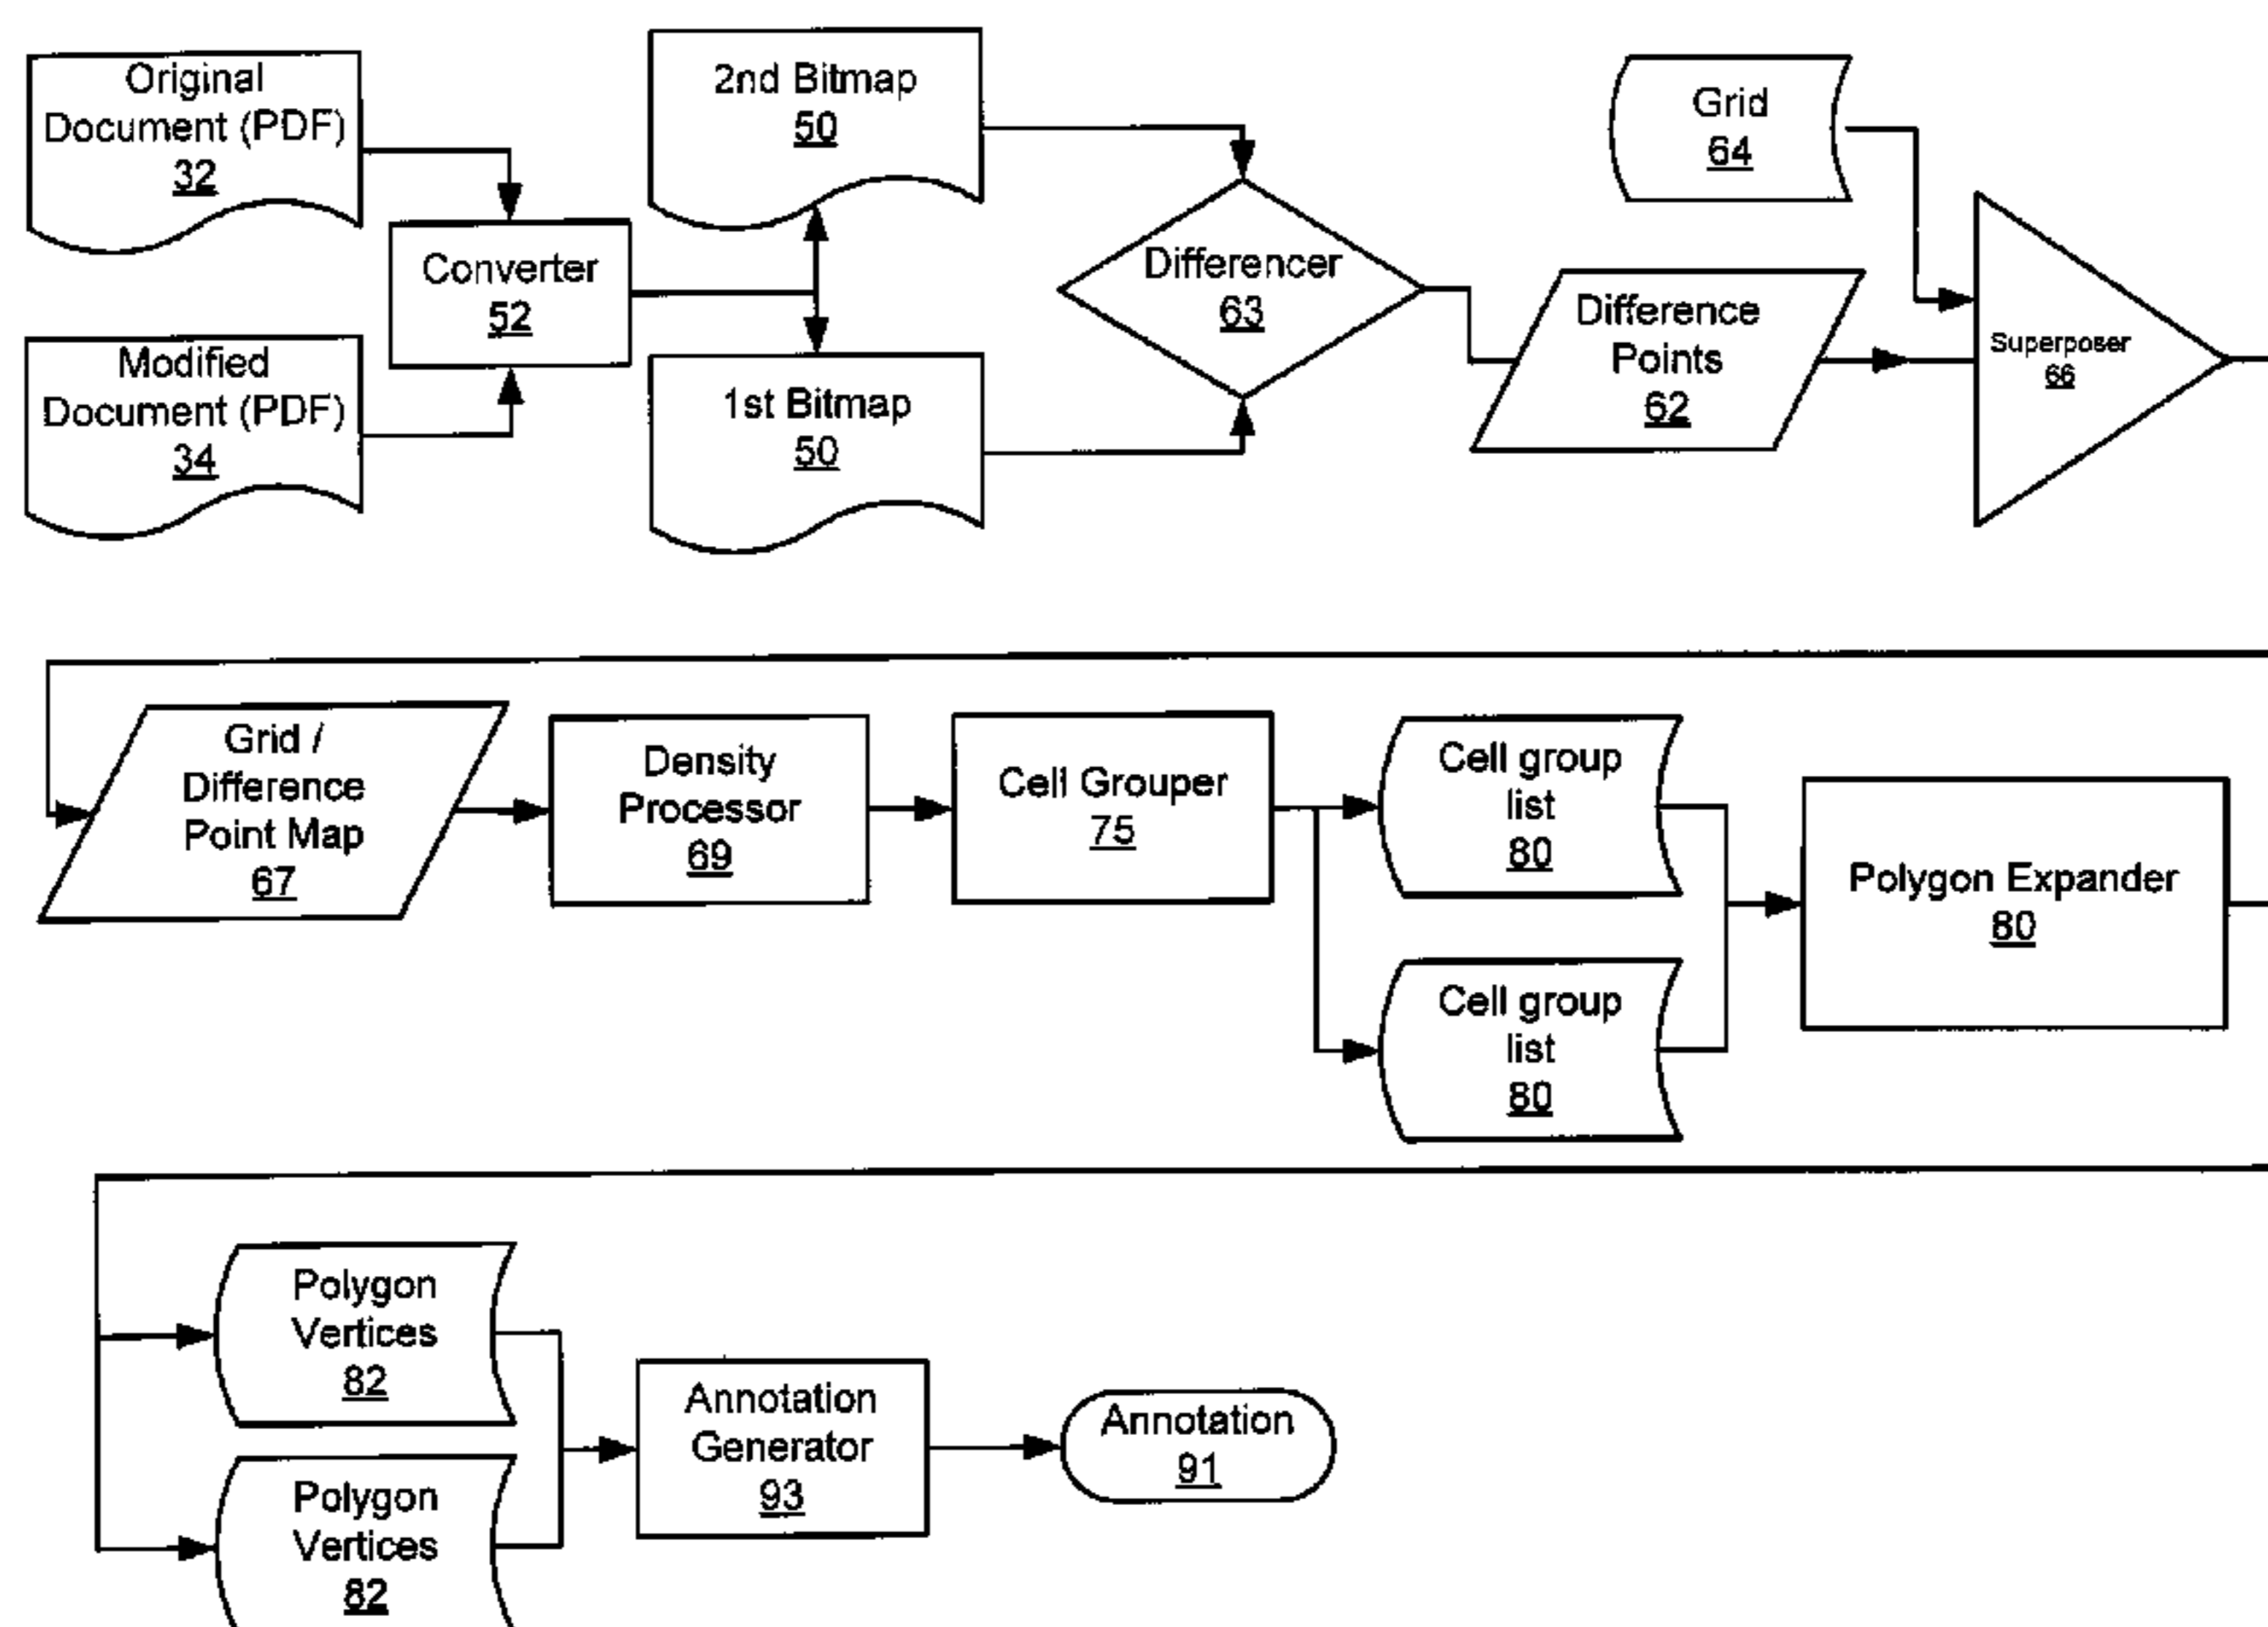 Original
Document (PDF)
32
Modified
Document (PDF)
34
Converter
52
2nd Bitmap
50
1st Bitmap
50
Differencer
63
Grid
64
Difference
Points
62
Superposer
66
Grid /
Difference
Point Map
67
Density
Processor
69
Cell Grouper
75
Cell group
list
80
Cell group
list
80
Polygon Expander
80
Polygon
Vertices
82
Polygon
Vertices
82
Annotation
Generator
93
Annotation
91